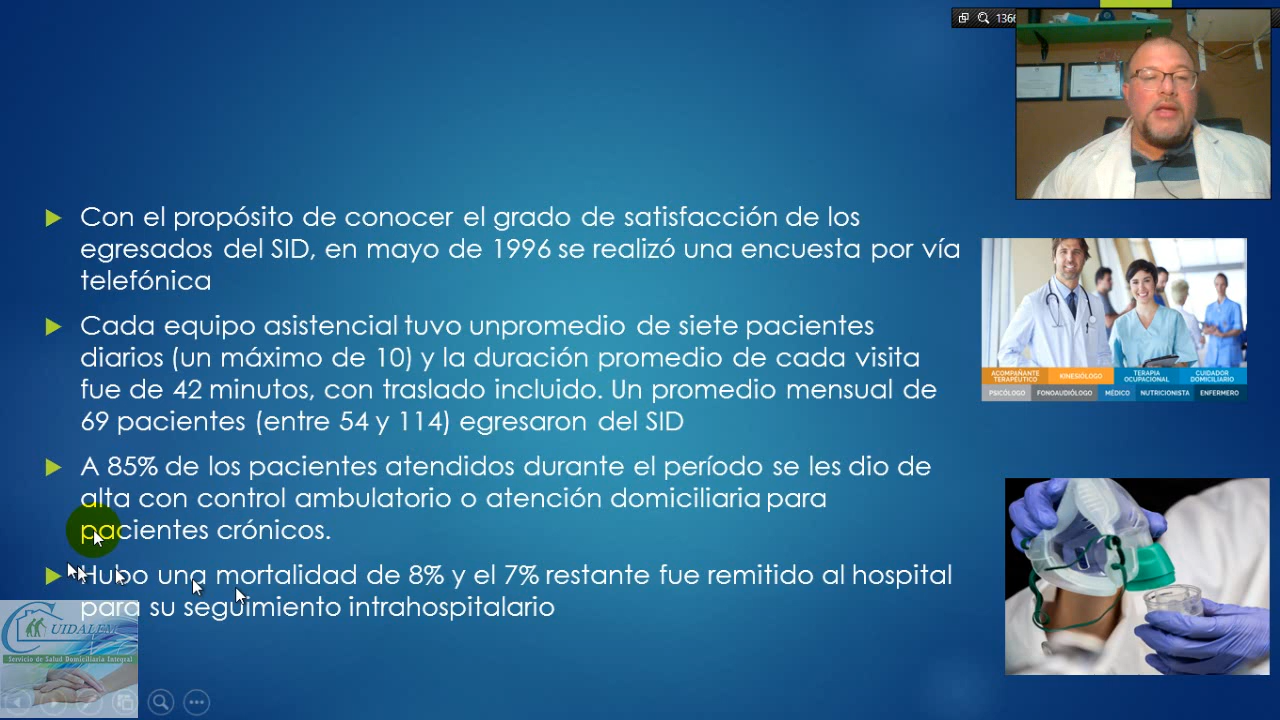 1366
Con el propósito de conocer el grado de satisfacción de los
egresados del SID, en mayo de 1996 se realizó una encuesta por vía
telefónica
Cada equipo asistencial tuvo unpromedio de siete pacientes
diarios (un máximo de 10) y la duración promedio de cada visita
fue de 42 minutos, con traslado incluido. Un promedio mensual de
69 pacientes (entre 54 y 114) egresaron del SID
A 85% de los pacientes atendidos durante el período se les dio de
alta con control ambulatorio o atención domiciliaria para
pacientes crónicos.
Hubo una mortalidad de 8% y el 7% restante fue remitido al hospital
para su seguimiento intrahospitalario
ACOMPAÑANTE TERAPÉUTICO KINESIÓLOGO TERAPIA OCUPACIONAL CUIDADOR DOMICILIARIO
PSICÓLOGO FONOAUDIÓLOGO MÉDICO NUTRICIONISTA ENFERMERO
Servicio de Salud Domiciliaria Integral